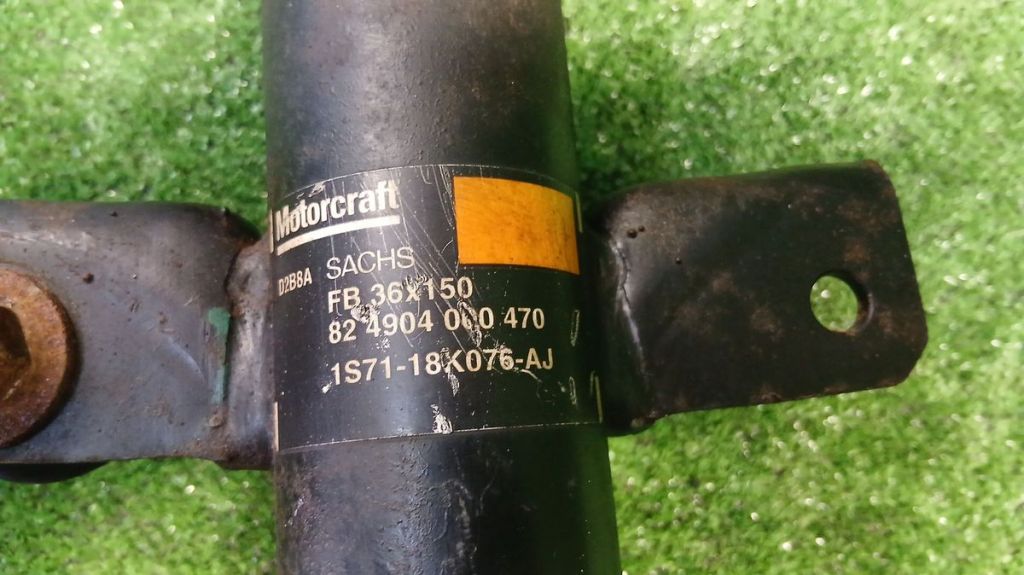 Motorcraft
D2B8A SACHS
FB 36X150
82 4904 000 470
1S71-18K076-AJ